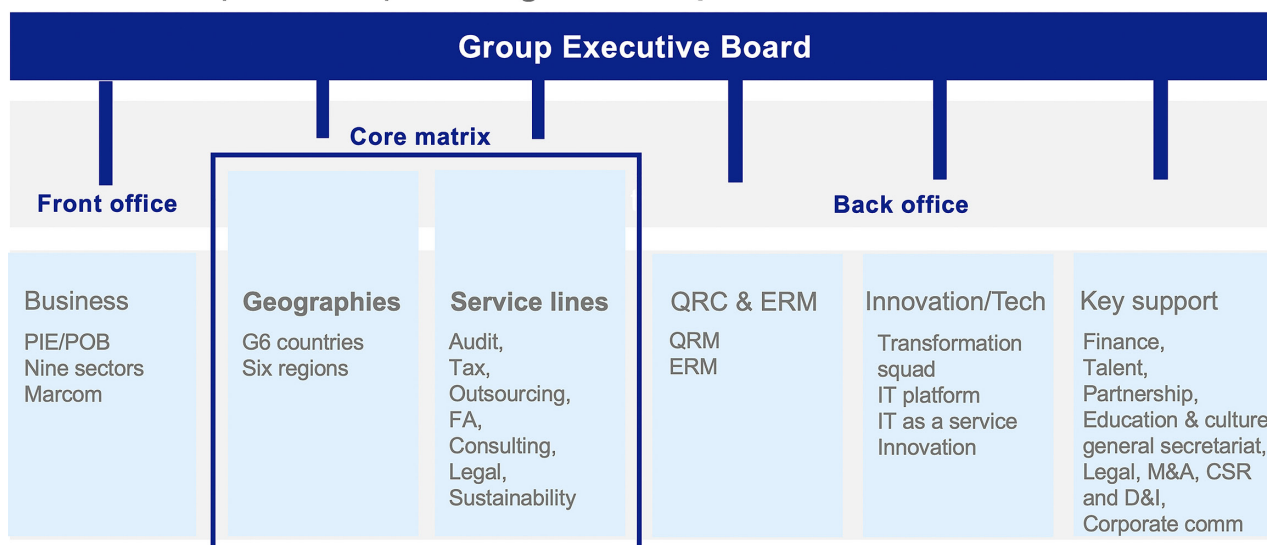 Group Executive Board
Core matrix
Front office
Back office
Business
PIE/POB
Nine sectors
Marcom
Geographies
G6 countries
Six regions
Service lines
Audit,
Tax,
Outsourcing,
FA,
Consulting,
Legal,
Sustainability
QRC & ERM
QRM
ERM
Innovation/Tech
Transformation
squad
IT platform
IT as a service
Innovation
Key support
Finance,
Talent,
Partnership,
Education & culture
general secretariat,
Legal, M&A, CSR
and D&I,
Corporate comm